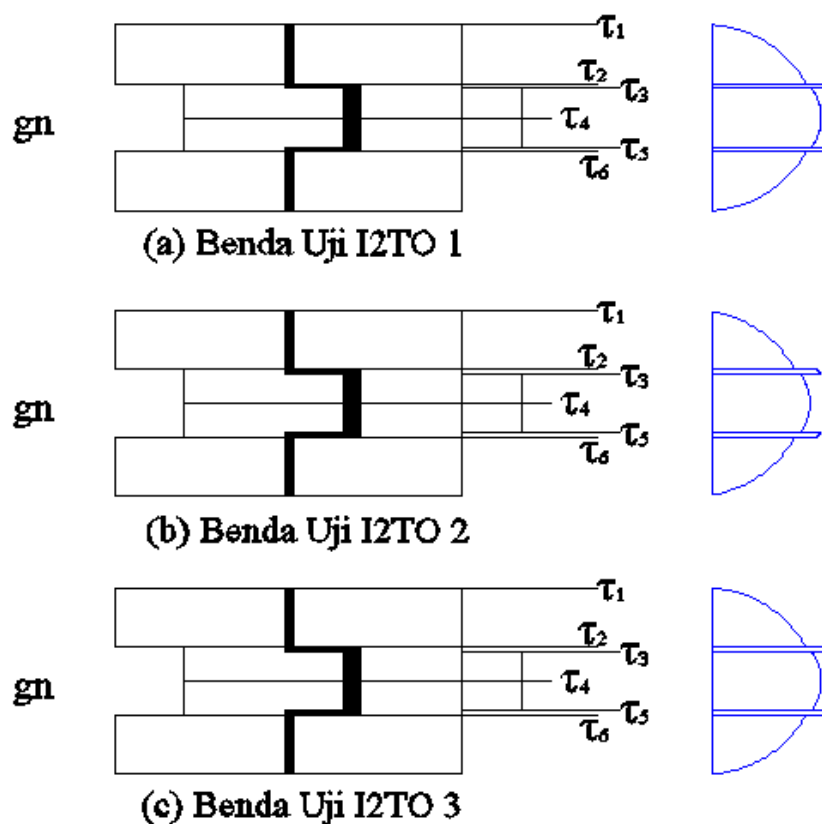 τ1
τ2
τ3
gn
τ4
τ5
τ6
(a) Benda Uji I2TO 1
τ1
τ2
τ3
gn
τ4
τ5
τ6
(b) Benda Uji I2TO 2
τ1
τ2
τ3
gn
τ4
τ5
τ6
(c) Benda Uji I2TO 3